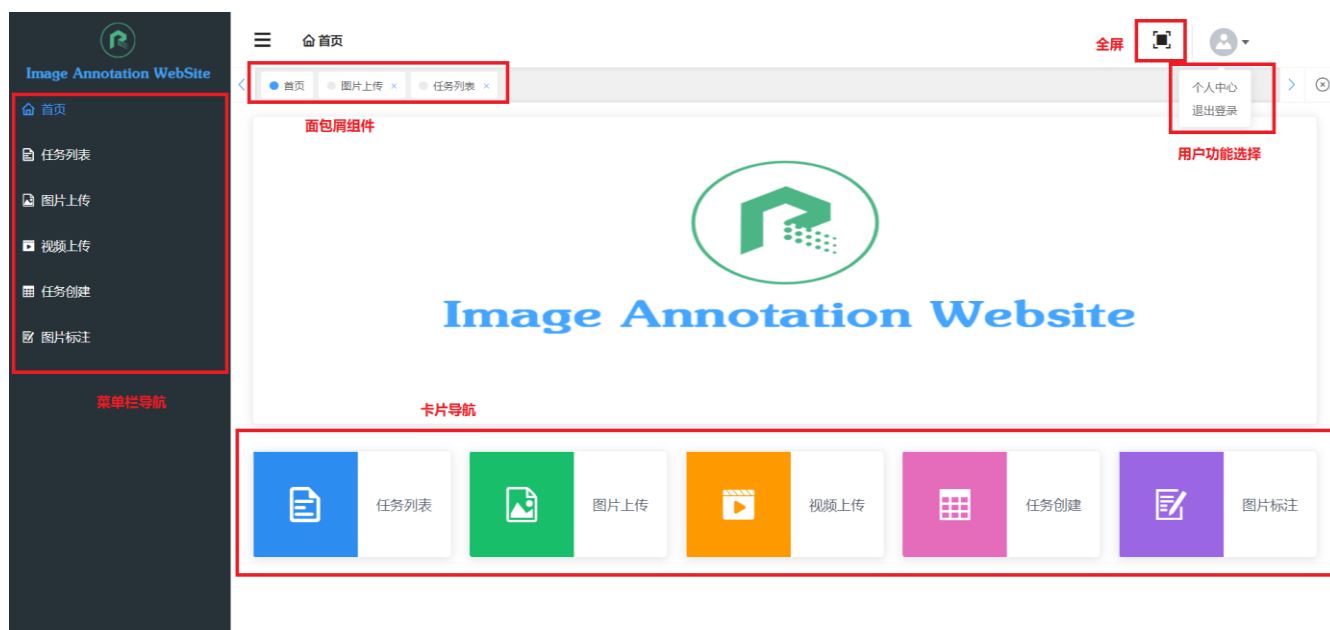 Image Annotation WebSite
首页
任务列表
图片上传
视频上传
任务创建
图片标注
菜单栏导航
首页
全屏
首页
图片上传 ×
任务列表 ×
面包屑组件
个人中心
退出登录
用户功能选择
Image Annotation Website
卡片导航
任务列表
图片上传
视频上传
任务创建
图片标注